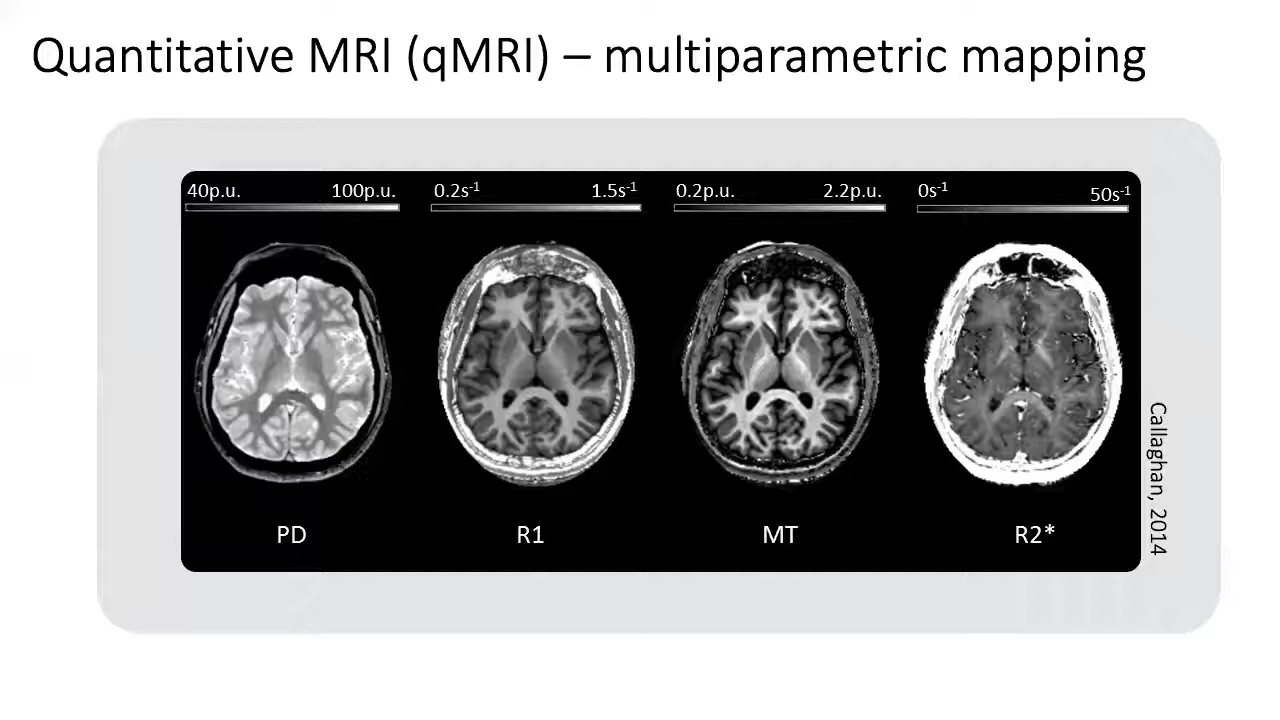 Quantitative MRI (qMRI) – multiparametric mapping
40p.u. 100p.u. 0.2s⁻¹ 1.5s⁻¹ 0.2p.u. 2.2p.u. 0s⁻¹ 50s⁻¹
PD R1 MT R2*
Callaghan, 2014